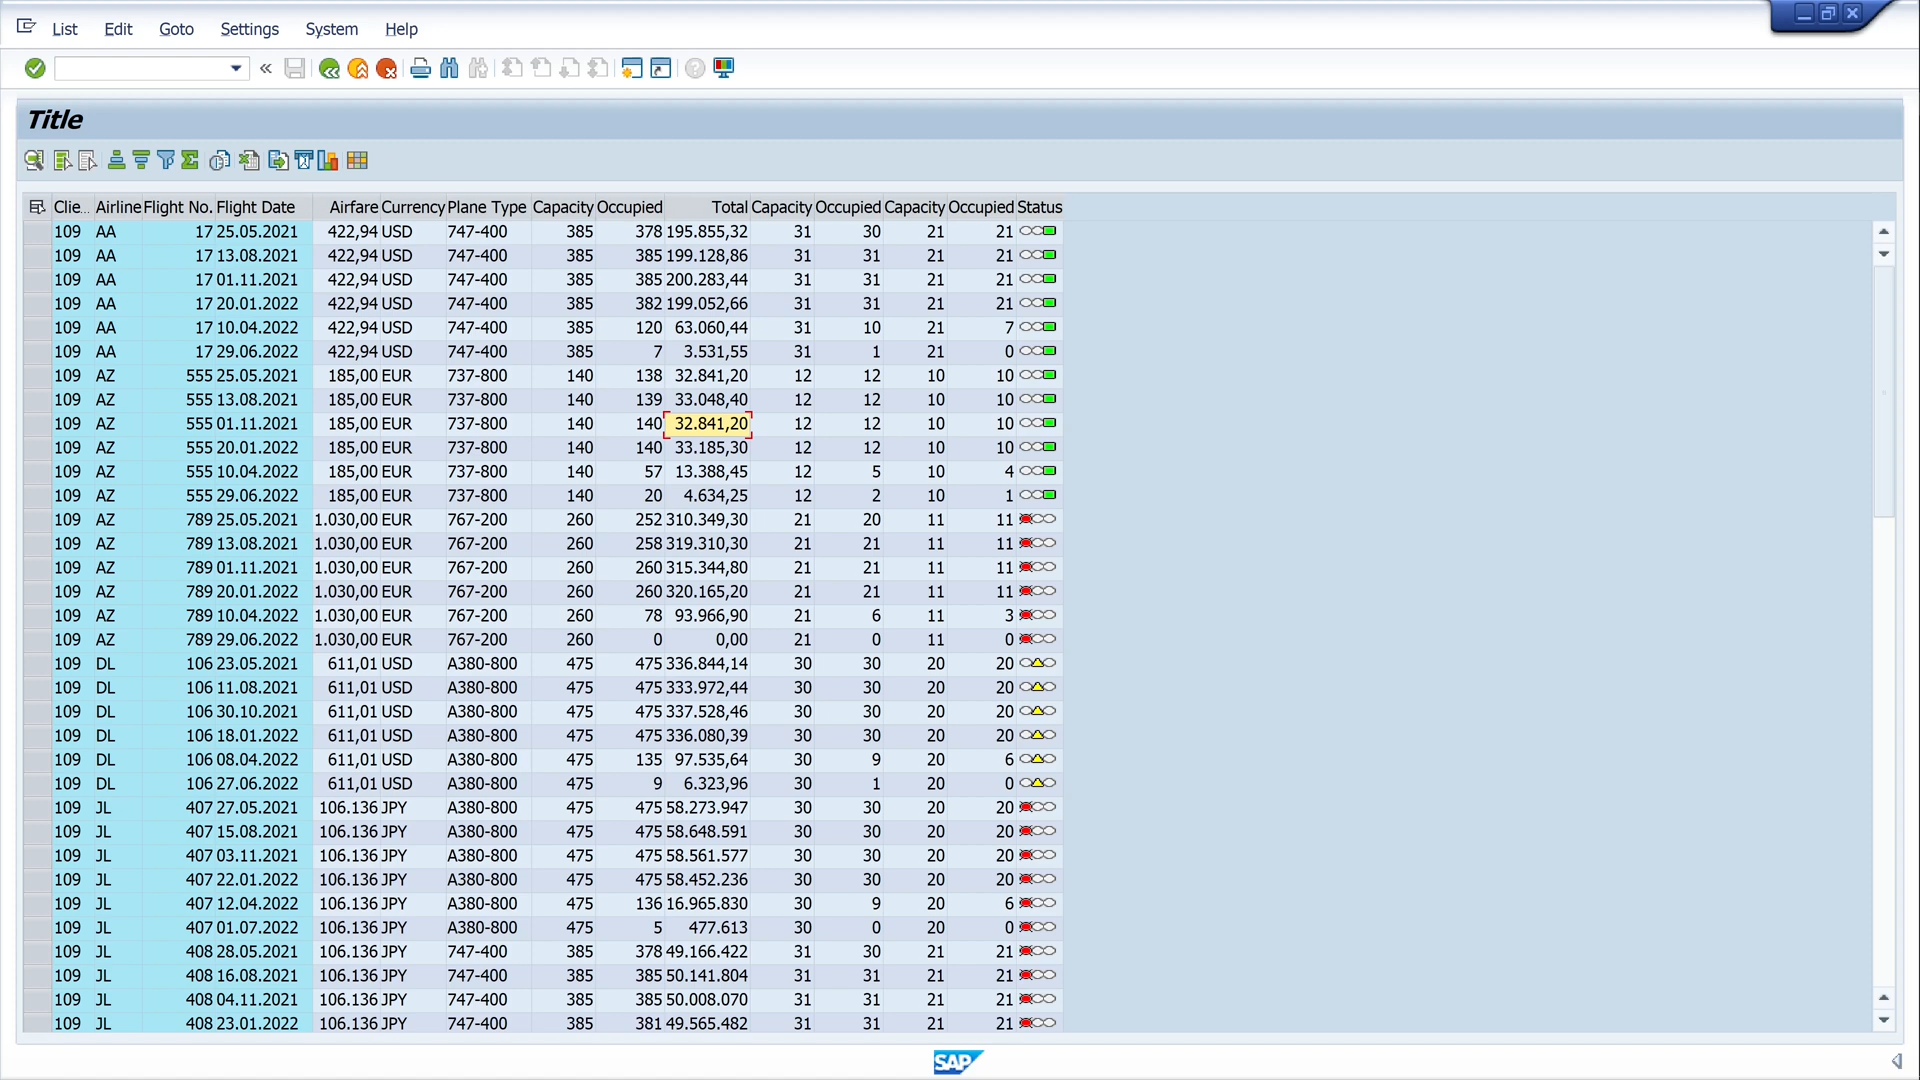 List Edit Goto Settings System Help
Title
Clie... Airline Flight No. Flight Date Airfare Currency Plane Type Capacity Occupied Total Capacity Occupied Capacity Occupied Status
109 AA 17 25.05.2021 422,94 USD 747-400 385 378 195.855,32 31 30 21 21
109 AA 17 13.08.2021 422,94 USD 747-400 385 385 199.128,86 31 31 21 21
109 AA 17 01.11.2021 422,94 USD 747-400 385 385 200.283,44 31 31 21 21
109 AA 17 20.01.2022 422,94 USD 747-400 385 382 199.052,66 31 31 21 21
109 AA 17 10.04.2022 422,94 USD 747-400 385 120 63.060,44 31 10 21 7
109 AA 17 29.06.2022 422,94 USD 747-400 385 7 3.531,55 31 1 21 0
109 AZ 555 25.05.2021 185,00 EUR 737-800 140 138 32.841,20 12 12 10 10
109 AZ 555 13.08.2021 185,00 EUR 737-800 140 139 33.048,40 12 12 10 10
109 AZ 555 01.11.2021 185,00 EUR 737-800 140 140 32.841,20 12 12 10 10
109 AZ 555 20.01.2022 185,00 EUR 737-800 140 140 33.185,30 12 12 10 10
109 AZ 555 10.04.2022 185,00 EUR 737-800 140 57 13.388,45 12 5 10 4
109 AZ 555 29.06.2022 185,00 EUR 737-800 140 20 4.634,25 12 2 10 1
109 AZ 789 25.05.2021 1.030,00 EUR 767-200 260 252 310.349,30 21 20 11 11
109 AZ 789 13.08.2021 1.030,00 EUR 767-200 260 258 319.310,30 21 21 11 11
109 AZ 789 01.11.2021 1.030,00 EUR 767-200 260 260 315.344,80 21 21 11 11
109 AZ 789 20.01.2022 1.030,00 EUR 767-200 260 260 320.165,20 21 21 11 11
109 AZ 789 10.04.2022 1.030,00 EUR 767-200 260 78 93.966,90 21 6 11 3
109 AZ 789 29.06.2022 1.030,00 EUR 767-200 260 0 0,00 21 0 11 0
109 DL 106 23.05.2021 611,01 USD A380-800 475 475 336.844,14 30 30 20 20
109 DL 106 11.08.2021 611,01 USD A380-800 475 475 333.972,44 30 30 20 20
109 DL 106 30.10.2021 611,01 USD A380-800 475 475 337.528,46 30 30 20 20
109 DL 106 18.01.2022 611,01 USD A380-800 475 475 336.080,39 30 30 20 20
109 DL 106 08.04.2022 611,01 USD A380-800 475 135 97.535,64 30 9 20 6
109 DL 106 27.06.2022 611,01 USD A380-800 475 9 6.323,96 30 1 20 0
109 JL 407 27.05.2021 106.136 JPY A380-800 475 475 58.273.947 30 30 20 20
109 JL 407 15.08.2021 106.136 JPY A380-800 475 475 58.648.591 30 30 20 20
109 JL 407 03.11.2021 106.136 JPY A380-800 475 475 58.561.577 30 30 20 20
109 JL 407 22.01.2022 106.136 JPY A380-800 475 475 58.452.236 30 30 20 20
109 JL 407 12.04.2022 106.136 JPY A380-800 475 136 16.965.830 30 9 20 6
109 JL 407 01.07.2022 106.136 JPY A380-800 475 5 477.613 30 0 20 0
109 JL 408 28.05.2021 106.136 JPY 747-400 385 378 49.166.422 31 30 21 21
109 JL 408 16.08.2021 106.136 JPY 747-400 385 385 50.141.804 31 31 21 21
109 JL 408 04.11.2021 106.136 JPY 747-400 385 385 50.008.070 31 31 21 21
109 JL 408 23.01.2022 106.136 JPY 747-400 385 381 49.565.482 31 31 21 21
SAP